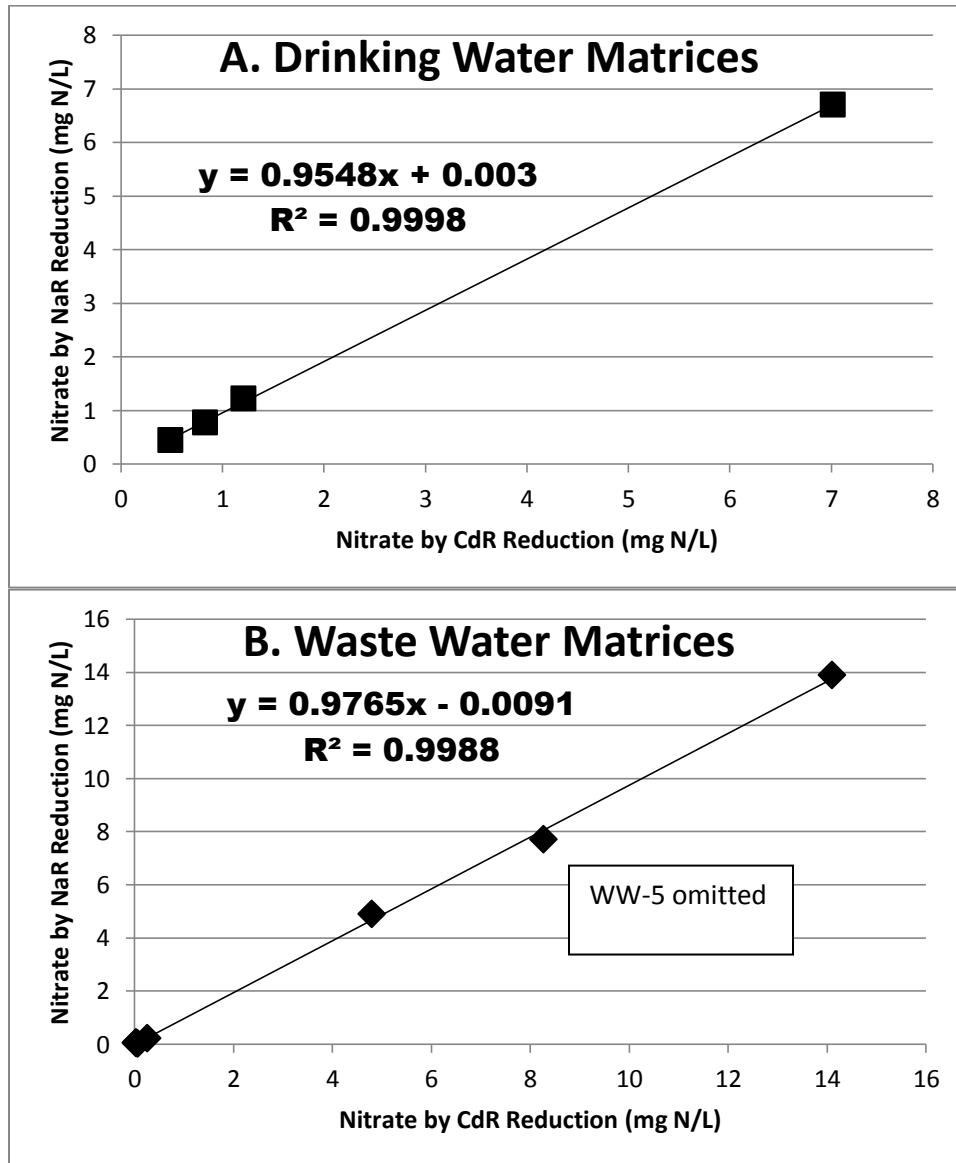 A. Drinking Water Matrices
y = 0.9548x + 0.003
R² = 0.9998
Nitrate by NaR Reduction (mg N/L)
8
7
6
5
4
3
2
1
0
0 1 2 3 4 5 6 7 8
Nitrate by CdR Reduction (mg N/L)
B. Waste Water Matrices
y = 0.9765x - 0.0091
R² = 0.9988
WW-5 omitted
Nitrate by NaR Reduction (mg N/L)
16
14
12
10
8
6
4
2
0
0 2 4 6 8 10 12 14 16
Nitrate by CdR Reduction (mg N/L)